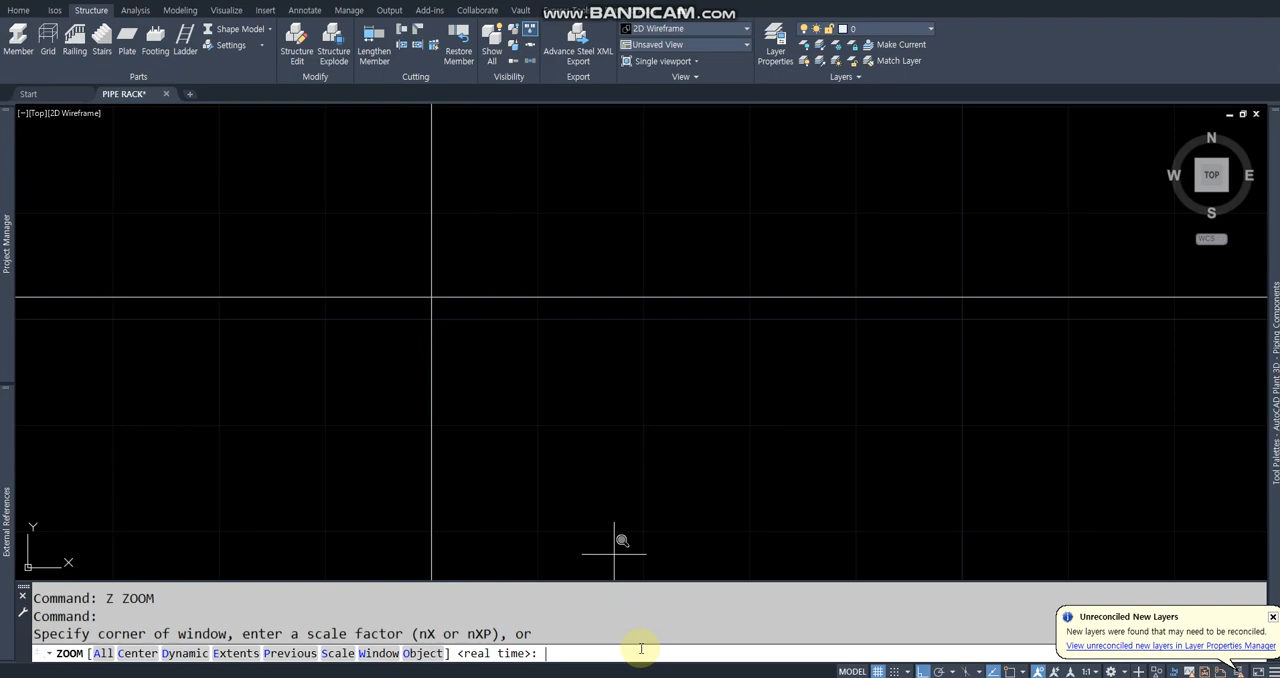 Home Isos Structure Analysis Modeling Visualize Insert Annotate Manage Output Add-ins Collaborate Vault
www.BANDICAM.com
Member Grid Railing Stairs Plate Footing Ladder
Shape Model
Settings
Parts
Structure Edit
Structure Explode
Modify
Lengthen Member
Restore Member
Cutting
Show All
Visibility
Advance Steel XML Export
Export
2D Wireframe
Unsaved View
Single viewport
View
Layer Properties
0
Make Current
Match Layer
Layers
Start
PIPE RACK*
[−][Top][2D Wireframe]
N
W TOP E
S
WCS
Project Manager
External References
Tool Palettes - AutoCAD Plant 3D - Piping Components
Y
X
Command: Z ZOOM
Command:
Specify corner of window, enter a scale factor (nX or nXP), or
ZOOM [All Center Dynamic Extents Previous Scale Window Object] <real time>:
Unreconciled New Layers
New layers were found that may need to be reconciled.
View unreconciled new layers in Layer Properties Manager
MODEL
1:1